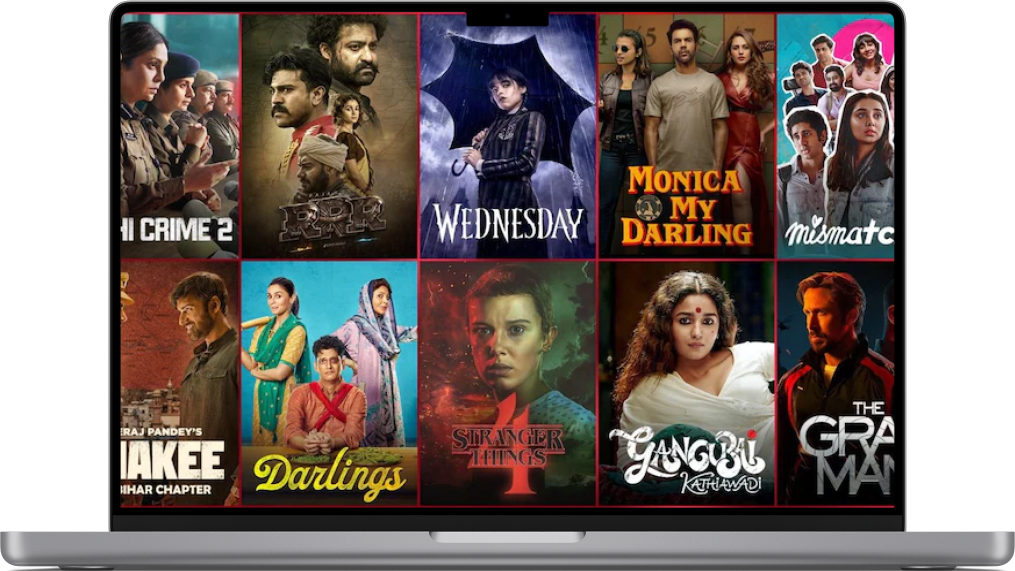 HI CRIME 2
RRR
WEDNESDAY
MONICA
MY
DARLING
mismatc
ERAJ PANDEY'S
HAKEE
BIHAR CHAPTER
Darlings
4
STRANGER
THINGS
GANGUBAI
KATHIAWADI
THE
GRA
MAN